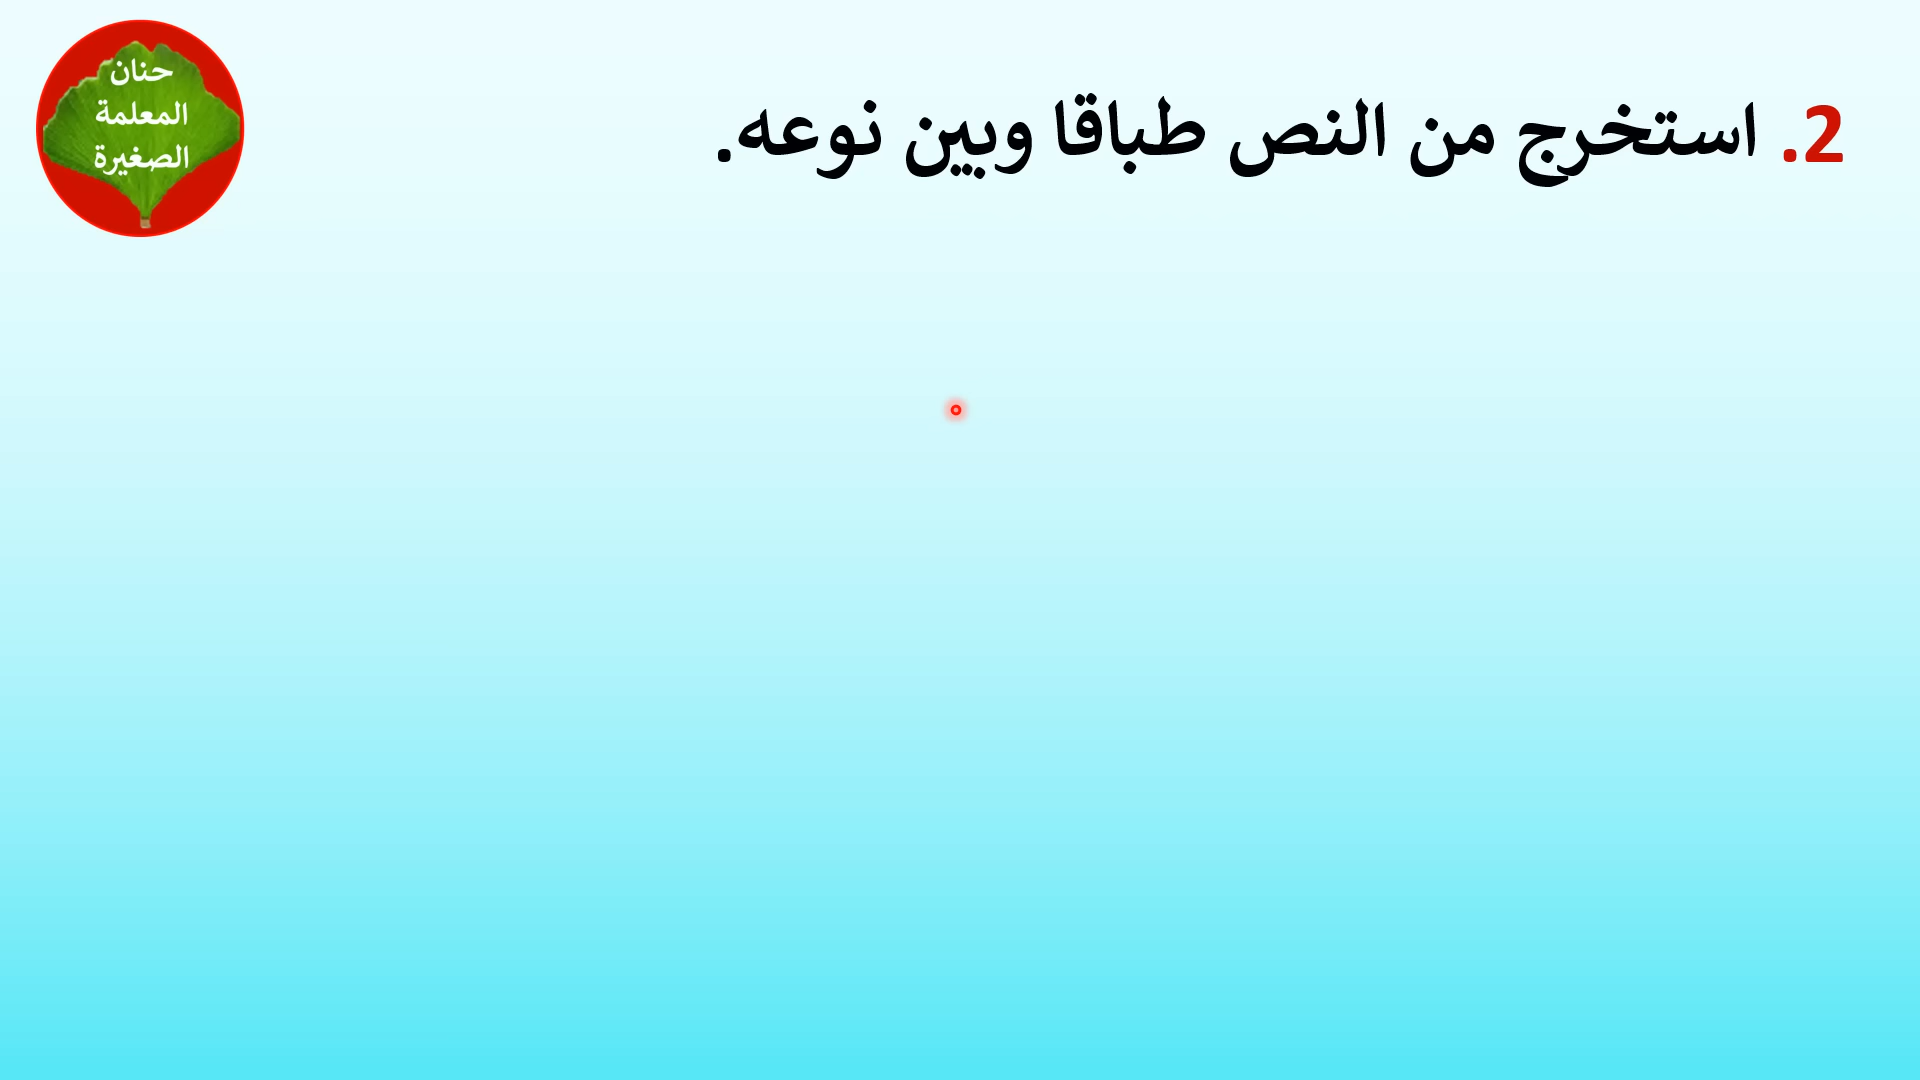 2. استخرج من النص طباقا وبين نوعه.
حنان
المعلمة
الصغيرة